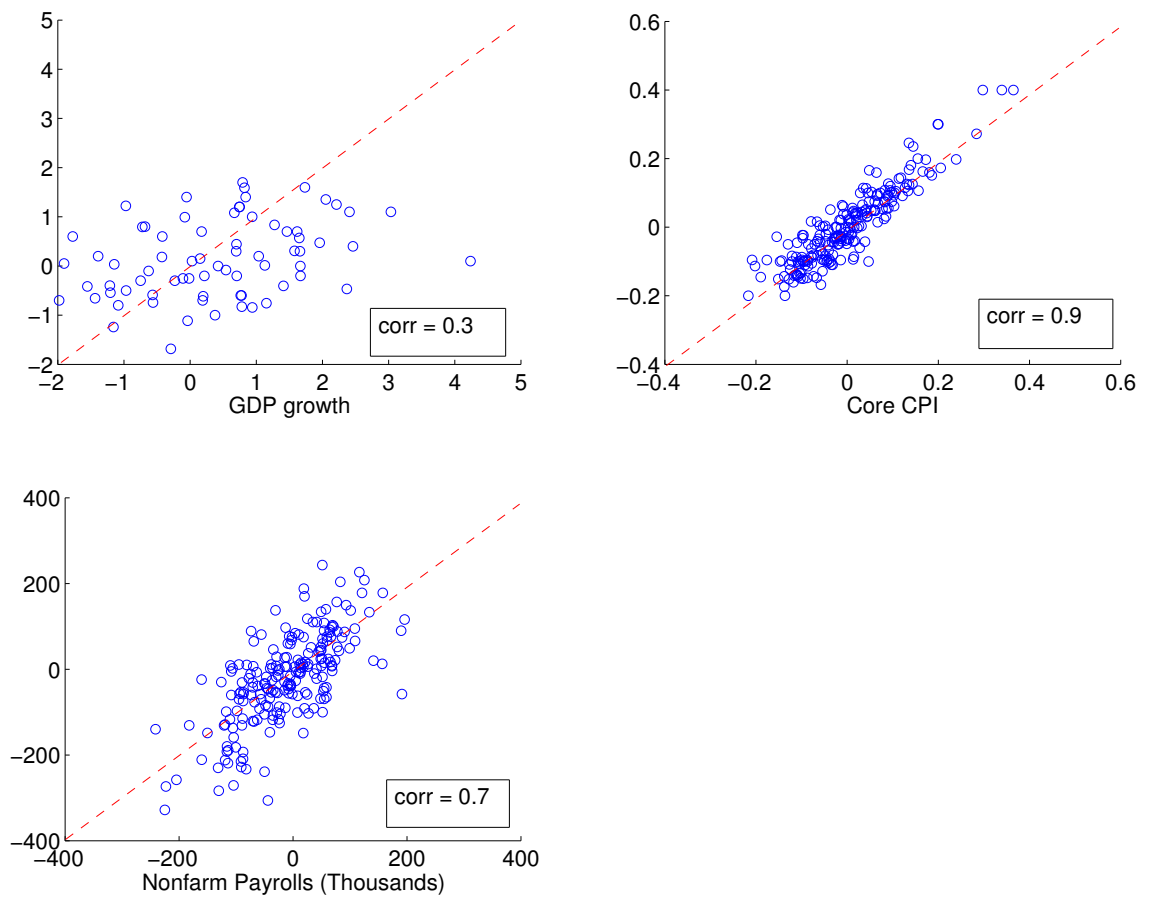 5
4
3
2
1
0
−1
−2
−2 −1 0 1 2 3 4 5
GDP growth
corr = 0.3
0.6
0.4
0.2
0
−0.2
−0.4
−0.4 −0.2 0 0.2 0.4 0.6
Core CPI
corr = 0.9
400
200
0
−200
−400
−400 −200 0 200 400
Nonfarm Payrolls (Thousands)
corr = 0.7